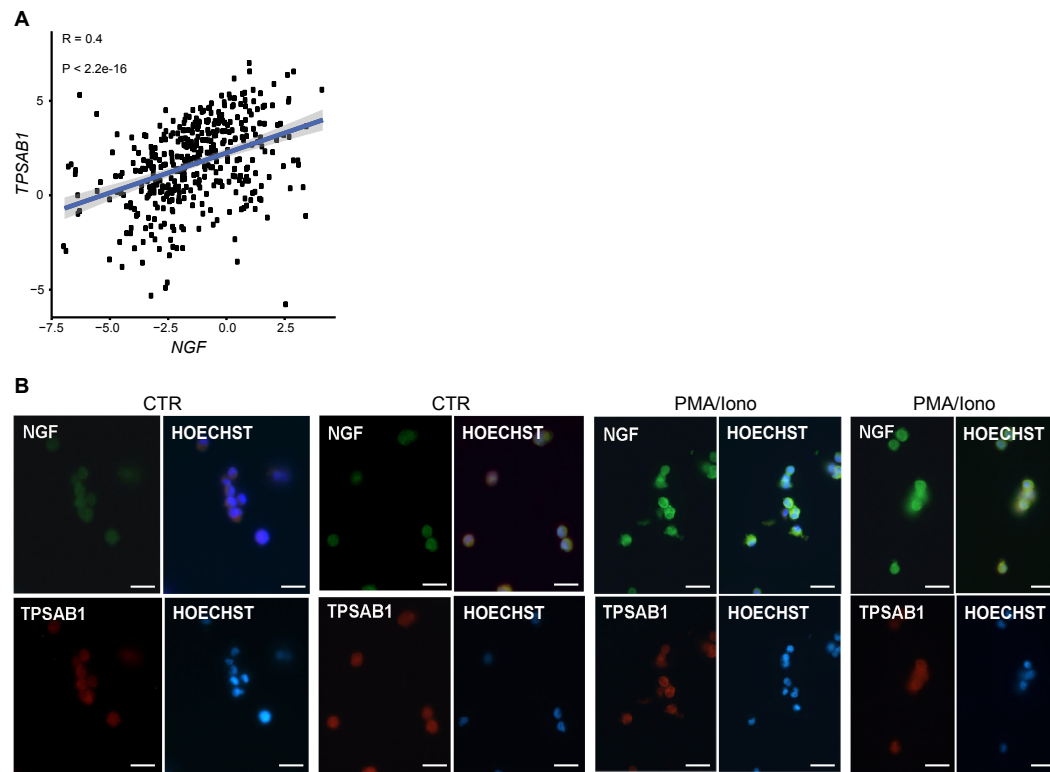 A
R = 0.4
P < 2.2e-16
5
0
−5
TPSAB1
−7.5 −5.0 −2.5 0.0 2.5
NGF
B
CTR CTR PMA/Iono PMA/Iono
NGF HOECHST NGF HOECHST NGF HOECHST NGF HOECHST
TPSAB1 HOECHST TPSAB1 HOECHST TPSAB1 HOECHST TPSAB1 HOECHST